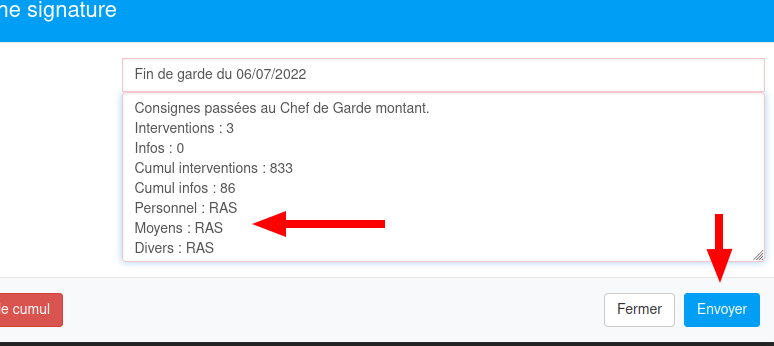 ne signature
Fin de garde du 06/07/2022
Consignes passées au Chef de Garde montant.
Interventions : 3
Infos : 0
Cumul interventions : 833
Cumul infos : 86
Personnel : RAS
Moyens : RAS
Divers : RAS
le cumul
Fermer
Envoyer